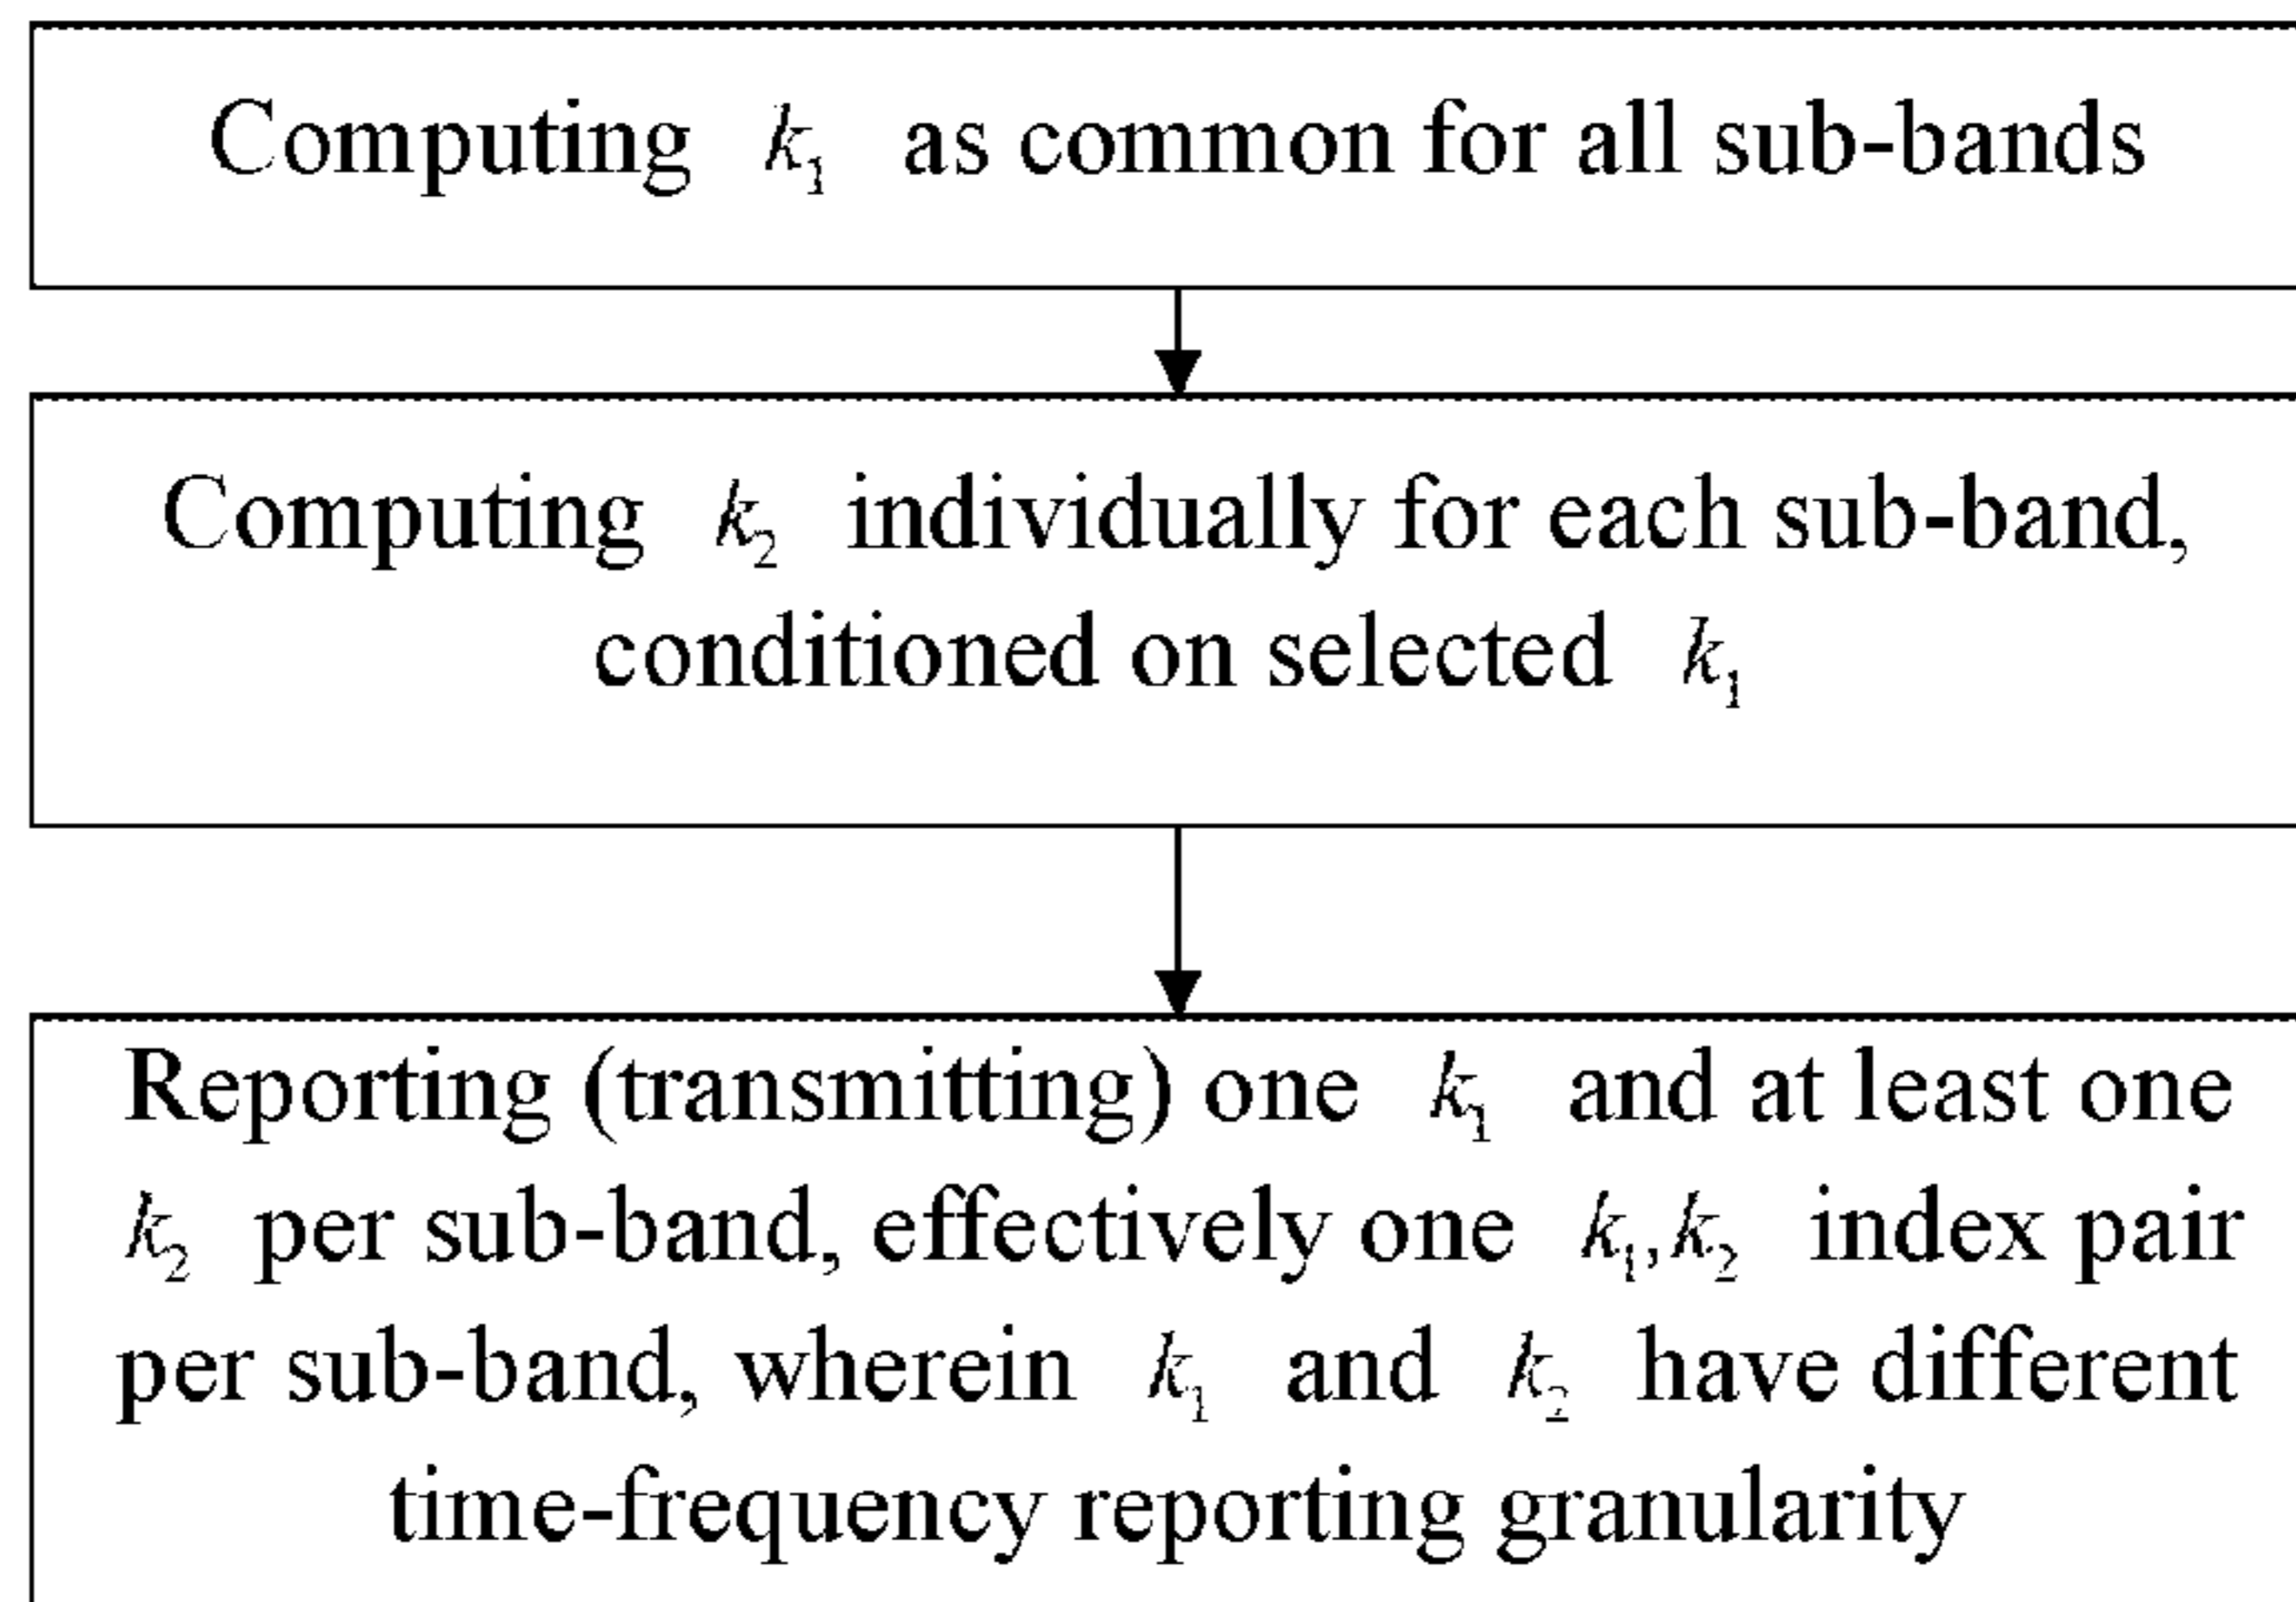 Computing k₁ as common for all sub-bands
Computing k₂ individually for each sub-band,
conditioned on selected k₁
Reporting (transmitting) one k₁ and at least one
k₂ per sub-band, effectively one k₁,k₂ index pair
per sub-band, wherein k₁ and k₂ have different
time-frequency reporting granularity